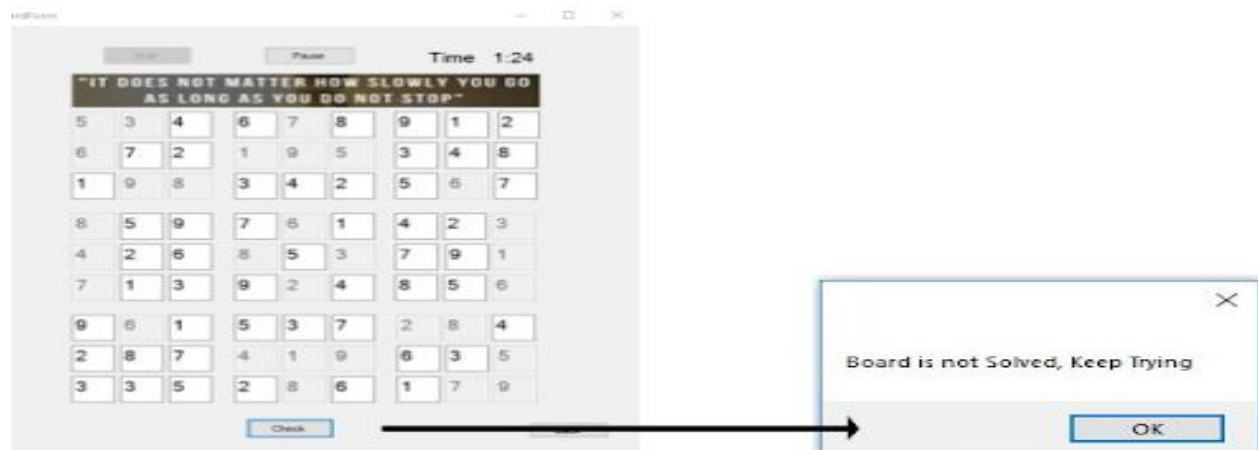 Pause
Time 1:24
"IT DOES NOT MATTER HOW SLOWLY YOU GO
AS LONG AS YOU DO NOT STOP"
5 3 4 6 7 8 9 1 2
6 7 2 1 9 5 3 4 8
1 9 8 3 4 2 5 6 7
8 5 9 7 6 1 4 2 3
4 2 6 8 5 3 7 9 1
7 1 3 9 2 4 8 5 6
9 6 1 5 3 7 2 8 4
2 8 7 4 1 9 6 3 5
3 3 5 2 8 6 1 7 9
Check
Board is not Solved, Keep Trying
OK